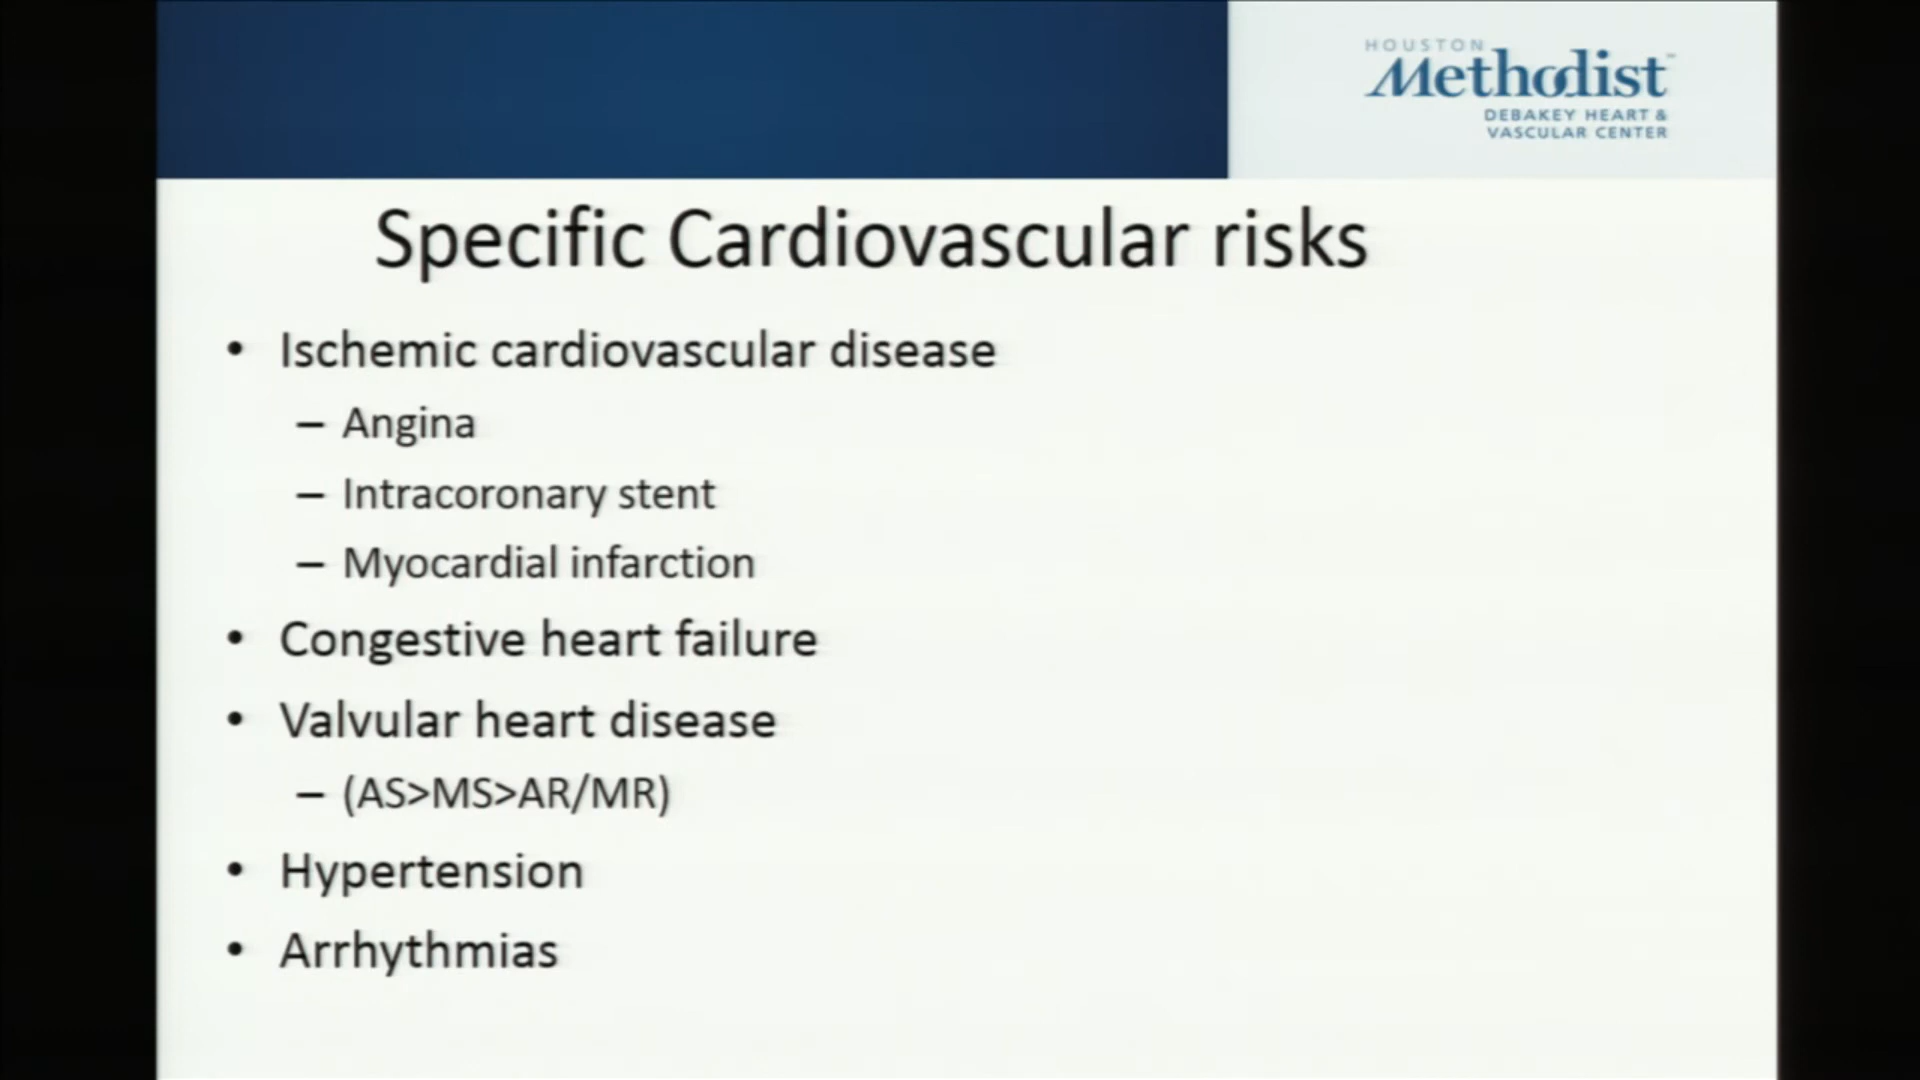 HOUSTON
Methodist
DEBAKEY HEART &
VASCULAR CENTER
Specific Cardiovascular risks
• Ischemic cardiovascular disease
– Angina
– Intracoronary stent
– Myocardial infarction
• Congestive heart failure
• Valvular heart disease
– (AS>MS>AR/MR)
• Hypertension
• Arrhythmias